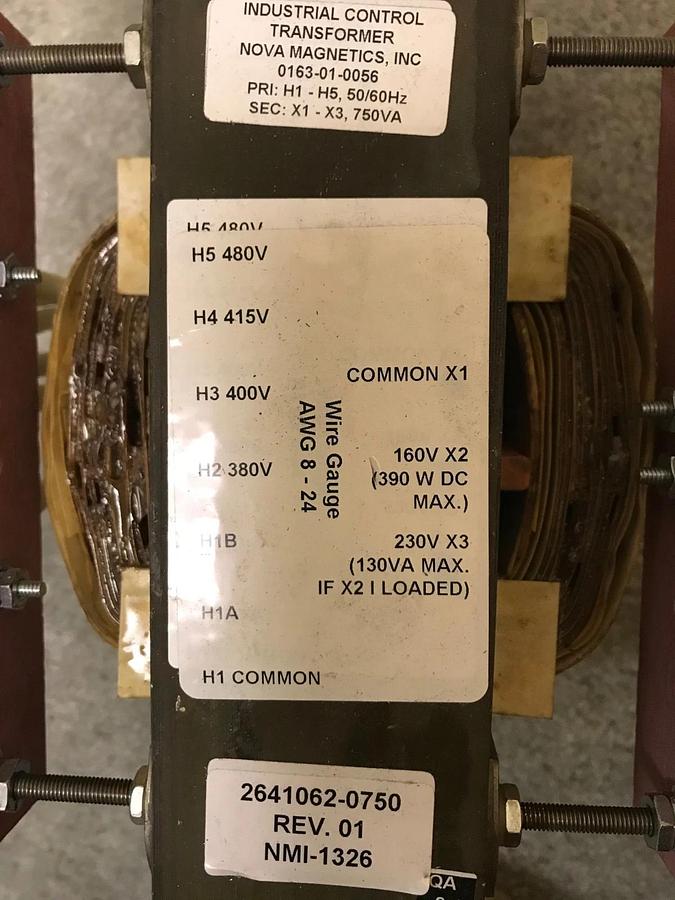 INDUSTRIAL CONTROL
TRANSFORMER
NOVA MAGNETICS, INC
0163-01-0056
PRI: H1 - H5, 50/60Hz
SEC: X1 - X3, 750VA
H5 480V
H5 480V
H4 415V
H3 400V
H2 380V
H1B
H1A
H1 COMMON
Wire Gauge
AWG 8 - 24
COMMON X1
160V X2
(390 W DC
MAX.)
230V X3
(130VA MAX.
IF X2 I LOADED)
2641062-0750
REV. 01
NMI-1326
QA